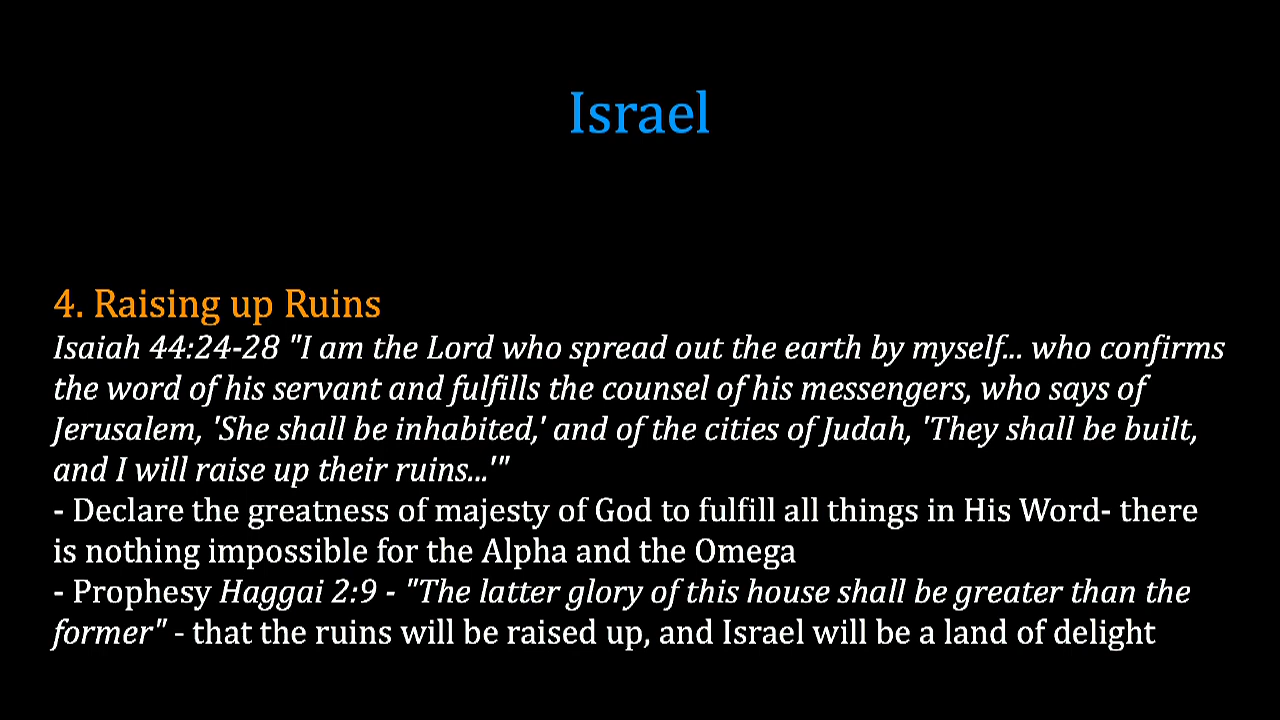 Israel
4. Raising up Ruins
Isaiah 44:24-28 "I am the Lord who spread out the earth by myself... who confirms
the word of his servant and fulfills the counsel of his messengers, who says of
Jerusalem, 'She shall be inhabited,' and of the cities of Judah, 'They shall be built,
and I will raise up their ruins...'"
- Declare the greatness of majesty of God to fulfill all things in His Word- there
is nothing impossible for the Alpha and the Omega
- Prophesy Haggai 2:9 - "The latter glory of this house shall be greater than the
former" - that the ruins will be raised up, and Israel will be a land of delight